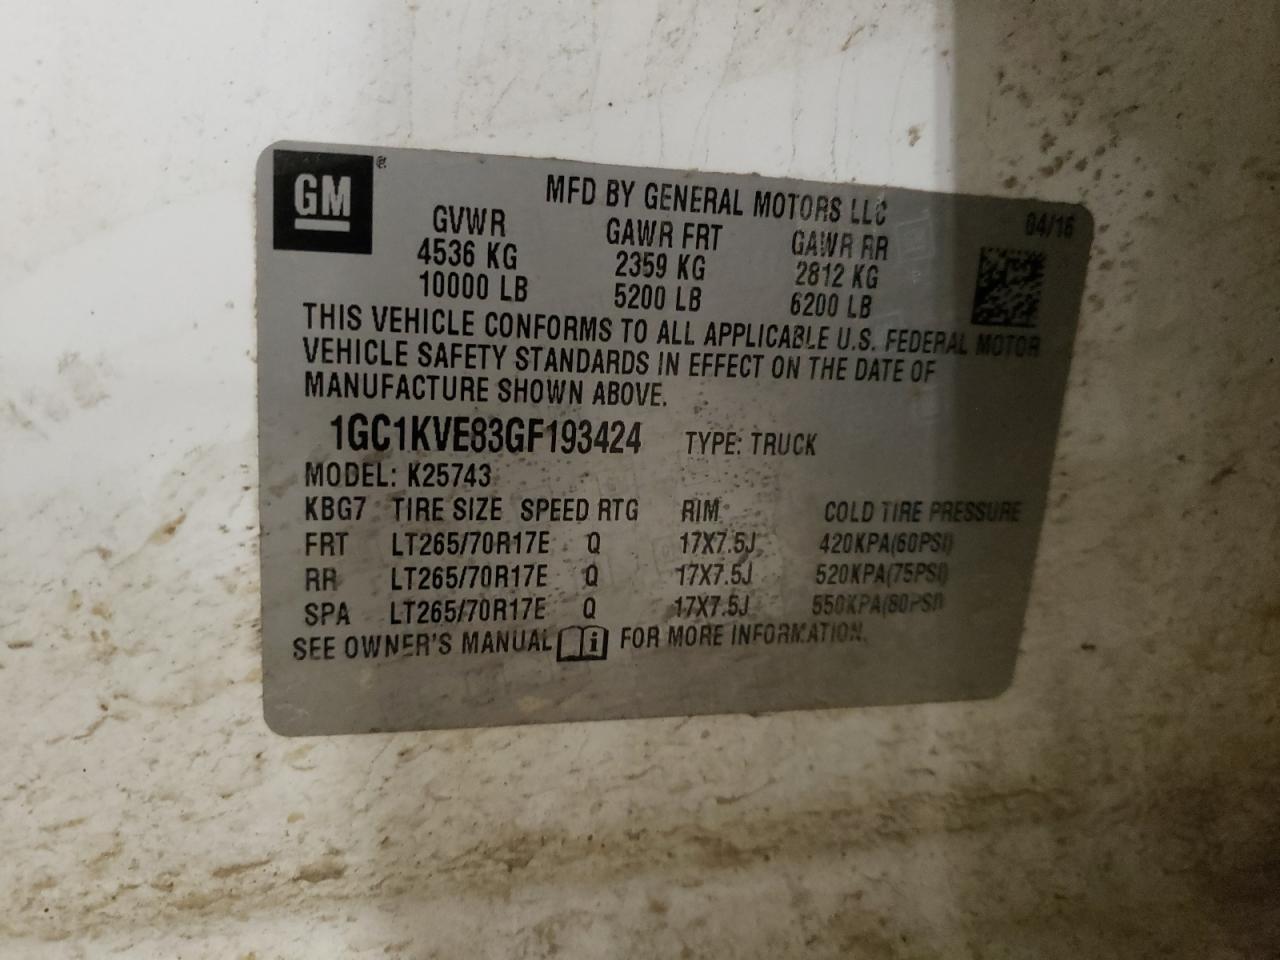 GM ®
MFD BY GENERAL MOTORS LLC
04/16
GVWR GAWR FRT GAWR RR
4536 KG 2359 KG 2812 KG
10000 LB 5200 LB 6200 LB
THIS VEHICLE CONFORMS TO ALL APPLICABLE U.S. FEDERAL MOTOR
VEHICLE SAFETY STANDARDS IN EFFECT ON THE DATE OF
MANUFACTURE SHOWN ABOVE.
1GC1KVE83GF193424 TYPE: TRUCK
MODEL: K25743
KBG7 TIRE SIZE SPEED RTG RIM COLD TIRE PRESSURE
FRT LT265/70R17E Q 17X7.5J 420KPA(60PSI)
RR LT265/70R17E Q 17X7.5J 520KPA(75PSI)
SPA LT265/70R17E Q 17X7.5J 550KPA(80PSI)
SEE OWNER'S MANUAL i FOR MORE INFORMATION.